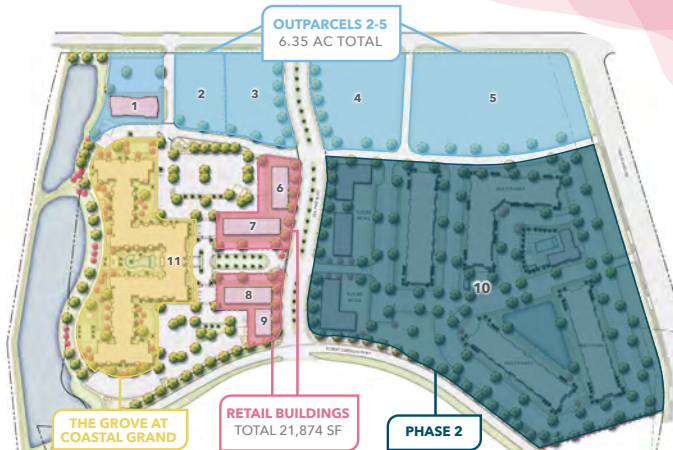 OUTPARCELS 2-5
6.35 AC TOTAL
1
2
3
4
5
6
7
8
9
10
11
THE GROVE AT
COASTAL GRAND
RETAIL BUILDINGS
TOTAL 21,874 SF
PHASE 2